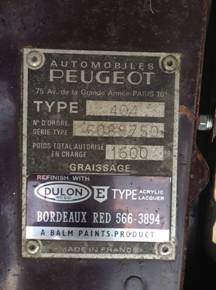 AUTOMOBILES
PEUGEOT
75 Av. de la Grande Armée PARIS 16e
TYPE 404
N° D'ORDRE
SÉRIE TYPE 6088750
POIDS TOTAL AUTORISÉ
EN CHARGE 1600 K
GRAISSAGE
REFINISH WITH
DULON
E TYPE ACRYLIC
LACQUER
BORDEAUX RED 566-3894
A BALM PAINTS PRODUCT
MADE IN FRANCE